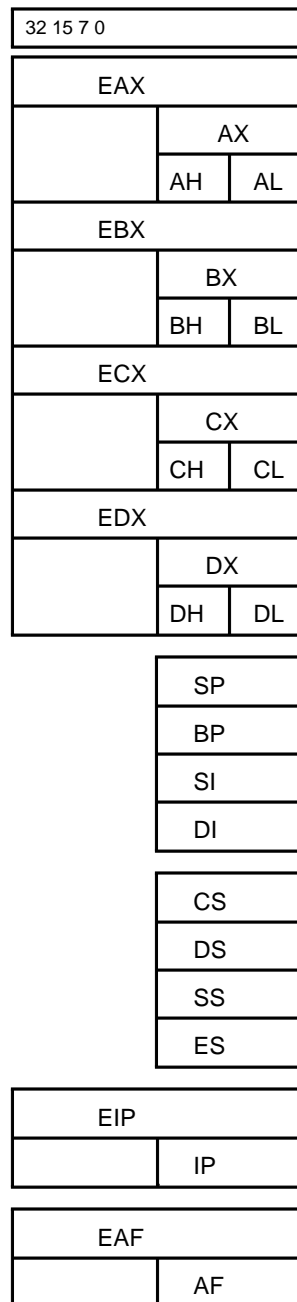 32 15 7 0
EAX
AX
AH AL
EBX
BX
BH BL
ECX
CX
CH CL
EDX
DX
DH DL
SP
BP
SI
DI
CS
DS
SS
ES
EIP
IP
EAF
AF